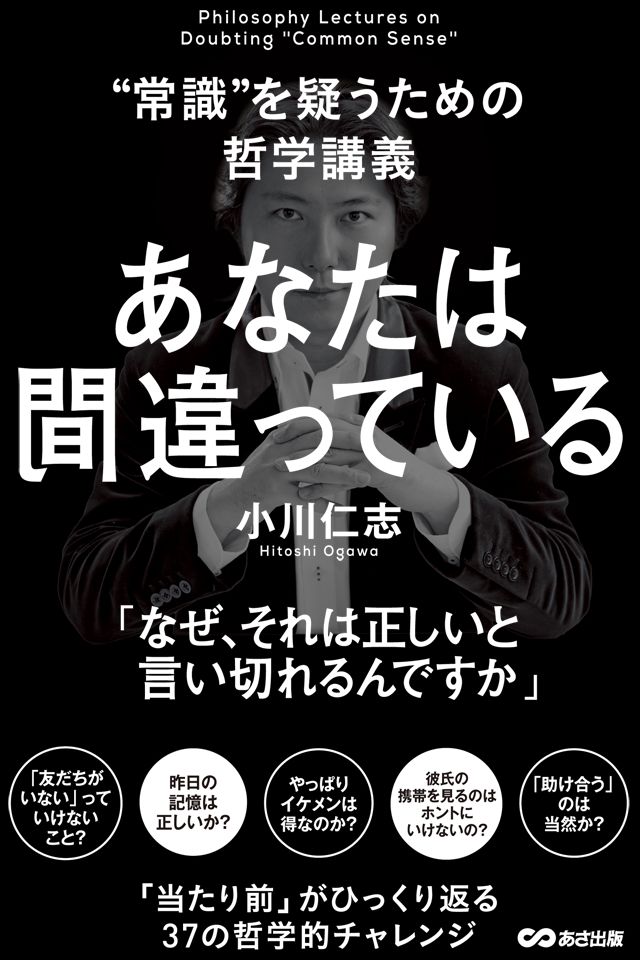 Philosophy Lectures on
Doubting "Common Sense"
“常識”を疑うための
哲学講義
あなたは
間違っている
小川仁志
Hitoshi Ogawa
「なぜ、それは正しいと
言い切れるんですか」
「友だちが
いない」って
いけない
こと?
昨日の
記憶は
正しいか?
やっぱり
イケメンは
得なのか?
彼氏の
携帯を見るのは
ホントに
いけないの?
「助け合う」
のは
当然か?
「当たり前」がひっくり返る
37の哲学的チャレンジ
あさ出版